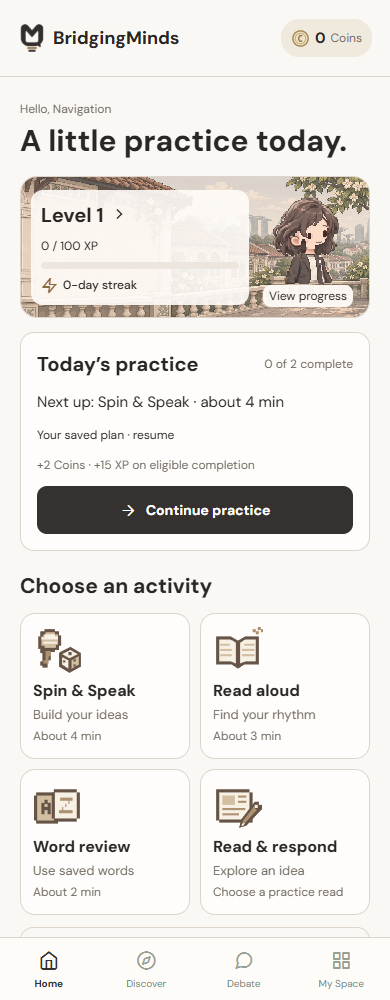 BridgingMinds
0 Coins
Hello, Navigation
A little practice today.
Level 1
0 / 100 XP
0-day streak
View progress
Today’s practice
0 of 2 complete
Next up: Spin & Speak · about 4 min
Your saved plan · resume
+2 Coins · +15 XP on eligible completion
Continue practice
Choose an activity
Spin & Speak
Build your ideas
About 4 min
Read aloud
Find your rhythm
About 3 min
Word review
Use saved words
About 2 min
Read & respond
Explore an idea
Choose a practice read
Home
Discover
Debate
My Space